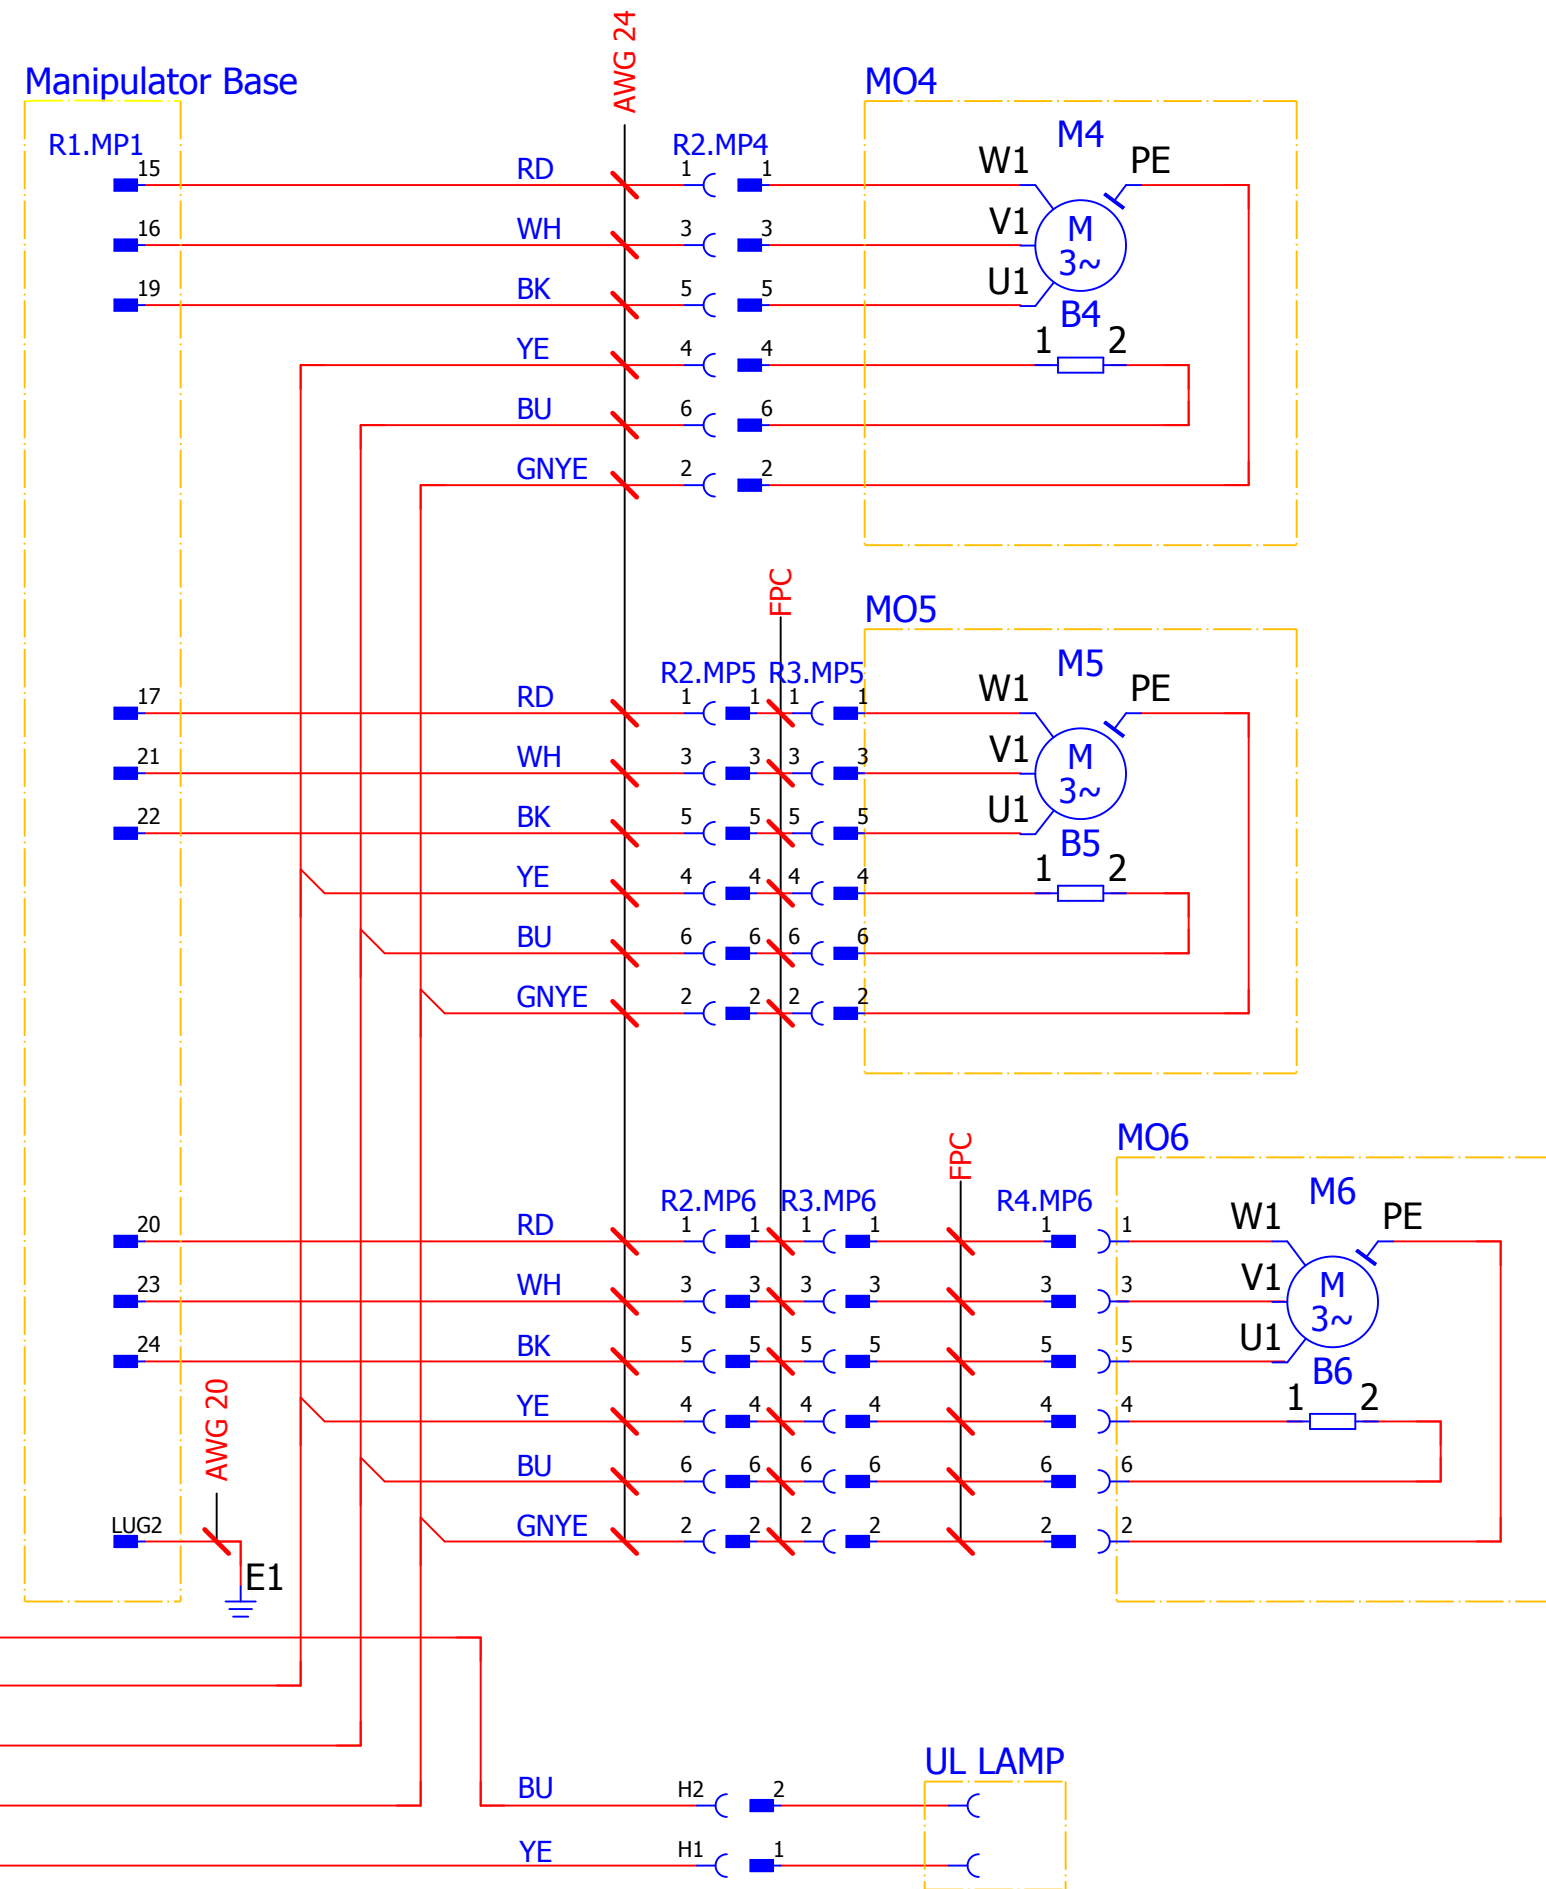 AWG 24
Manipulator Base
MO4
R1.MP1
R2.MP4
M4
15 RD 1 1 W1 PE
16 WH 3 3 V1 M
3~
19 BK 5 5 U1
B4
YE 4 4 1 2
BU 6 6
GNYE 2 2
FPC
MO5
R2.MP5 R3.MP5 M5
17 RD 1 1 1 1 W1 PE
21 WH 3 3 3 3 V1 M
3~
22 BK 5 5 5 5 U1
B5
YE 4 4 4 4 1 2
BU 6 6 6 6
GNYE 2 2 2 2
FPC
MO6
R2.MP6 R3.MP6 R4.MP6 M6
20 RD 1 1 1 1 1 1 W1 PE
23 WH 3 3 3 3 3 3 V1 M
3~
24 BK 5 5 5 5 5 5 U1
B6
AWG 20
YE 4 4 4 4 4 4 1 2
BU 6 6 6 6 6 6
LUG2 GNYE 2 2 2 2 2 2
E1
UL LAMP
BU H2 2
YE H1 1